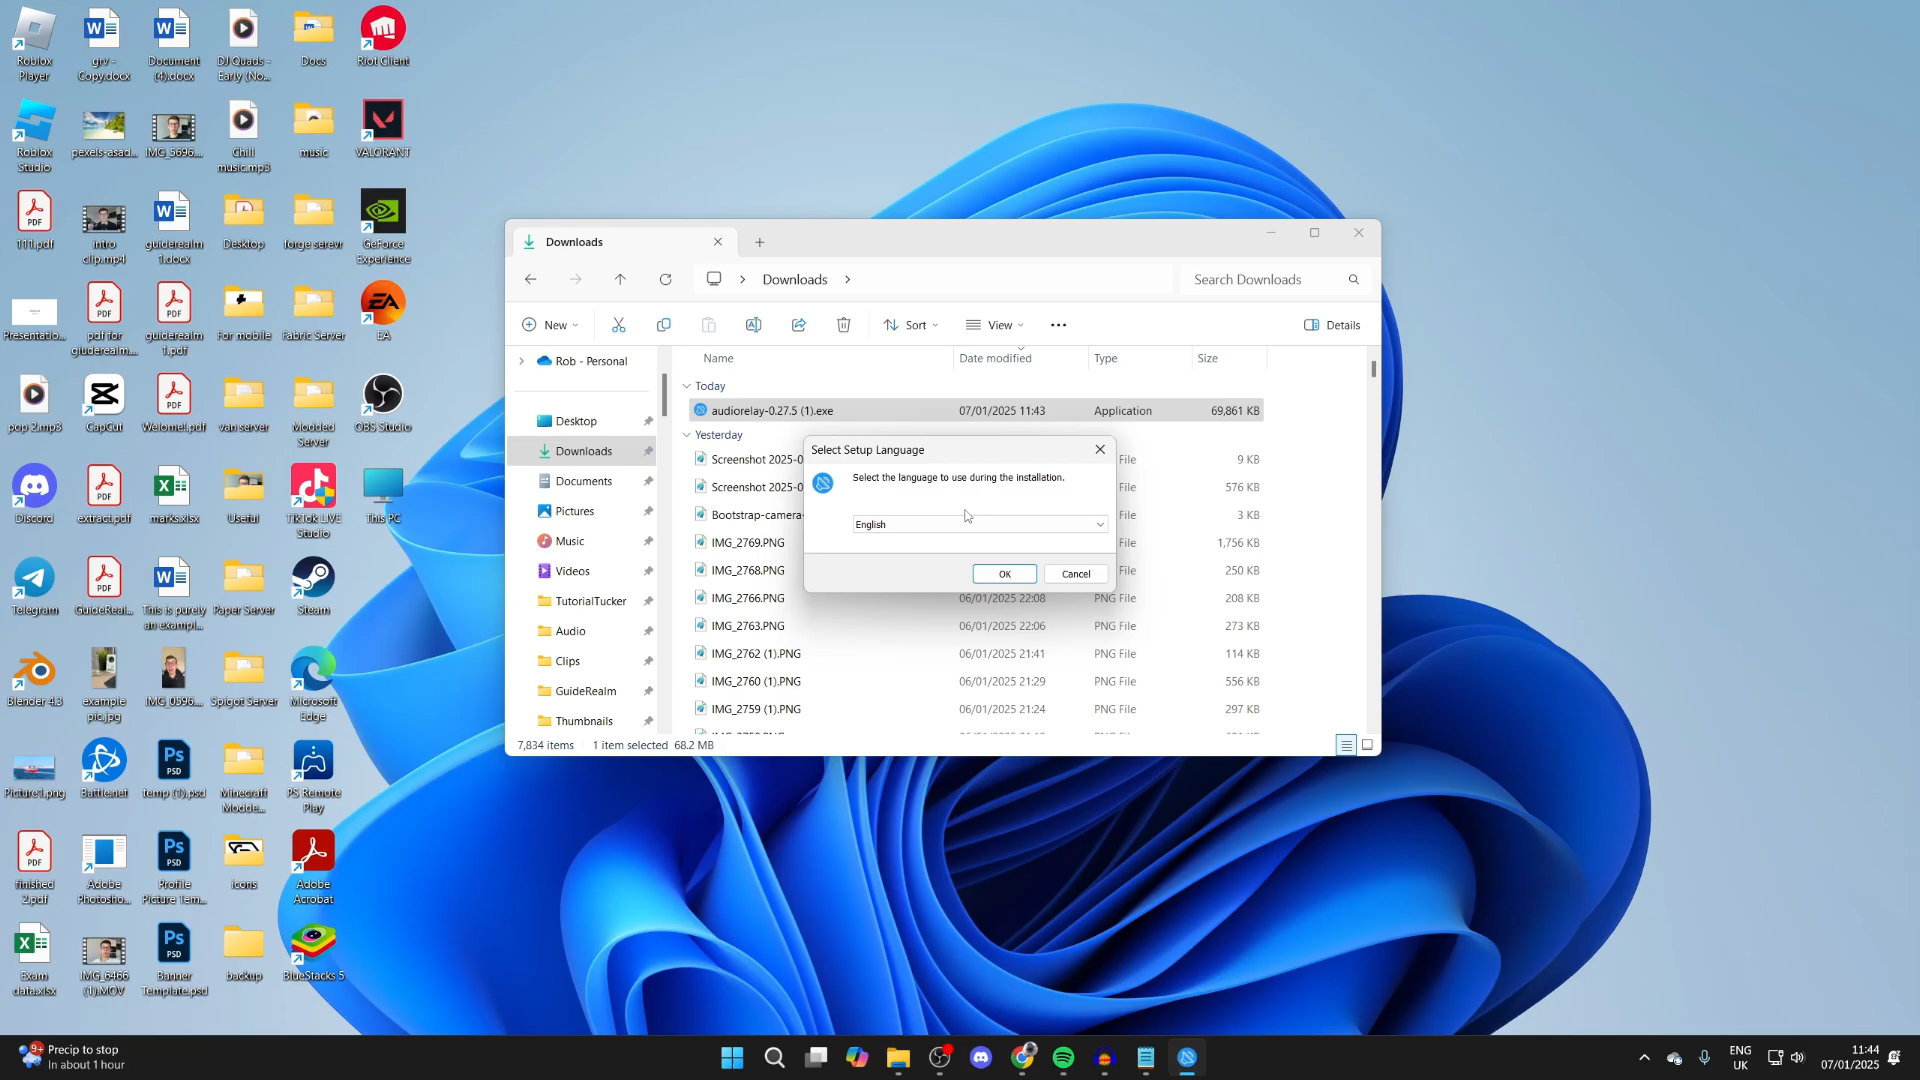 Roblox Player
grv - Copy.docx
Document (4).docx
DJ Quads - Early (No...
Docs
Riot Client
Roblox Studio
pexels-asad...
IMG_5696...
Chill music.mp3
music
VALORANT
111.pdf
intro clip.mp4
guiderealm 1.docx
Desktop
forge serevr
GeForce Experience
Presentatio...
pdf for giuderealm...
guiderealm 1.pdf
For mobile
Fabric Server
EA
pop 2.mp3
CapCut
Welome!.pdf
van server
Modded Server
OBS Studio
Discord
extract.pdf
marks.xlsx
Useful
TikTok LIVE Studio
This PC
Telegram
GuideReal...
This is purely an exampl...
Paper Server
Steam
Blender 4.3
example pic.jpg
IMG_0596...
Spigot Server
Microsoft Edge
Picture1.png
Battle.net
temp (1).psd
Minecraft Modde...
PS Remote Play
finished 2.pdf
Adobe Photosho...
Profile Picture Tem...
icons
Adobe Acrobat
Exam data.xlsx
IMG_6466 (1).MOV
Banner Template.psd
backup
BlueStacks 5
Downloads
Downloads
Search Downloads
New
Sort
View
Details
Rob - Personal
Desktop
Downloads
Documents
Pictures
Music
Videos
TutorialTucker
Audio
Clips
GuideRealm
Thumbnails
Name Date modified Type Size
Today
audiorelay-0.27.5 (1).exe 07/01/2025 11:43 Application 69,861 KB
Yesterday
Screenshot 2025-0 File 9 KB
Screenshot 2025-0 File 576 KB
Bootstrap-camera- File 3 KB
IMG_2769.PNG File 1,756 KB
IMG_2768.PNG File 250 KB
IMG_2766.PNG 06/01/2025 22:08 PNG File 208 KB
IMG_2763.PNG 06/01/2025 22:06 PNG File 273 KB
IMG_2762 (1).PNG 06/01/2025 21:41 PNG File 114 KB
IMG_2760 (1).PNG 06/01/2025 21:29 PNG File 556 KB
IMG_2759 (1).PNG 06/01/2025 21:24 PNG File 297 KB
7,834 items 1 item selected 68.2 MB
Select Setup Language
Select the language to use during the installation.
English
OK Cancel
9+
Precip to stop
In about 1 hour
ENG
UK
11:44
07/01/2025